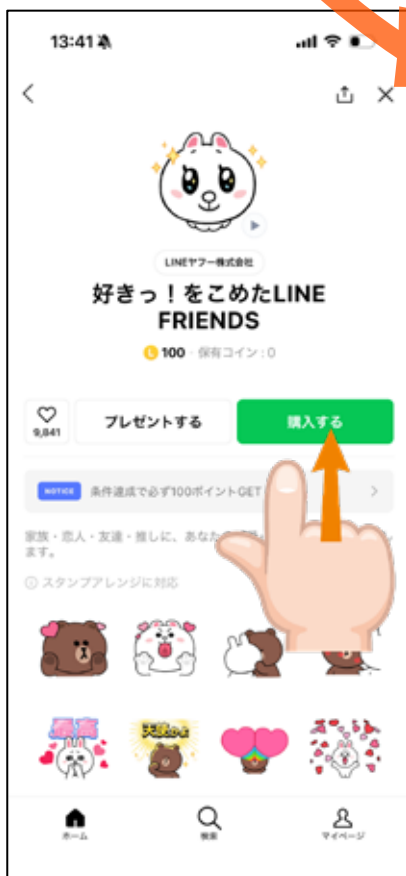 13:41
LINEヤフー株式会社
好きっ！をこめたLINE
FRIENDS
L 100・保有コイン：0
9,841
プレゼントする
購入する
NOTICE 条件達成で必ず100ポイントGET
家族・恋人・友達・推しに、あなた
ます。
スタンプアレンジに対応
最高
天使かよ
ホーム
検索
マイページ